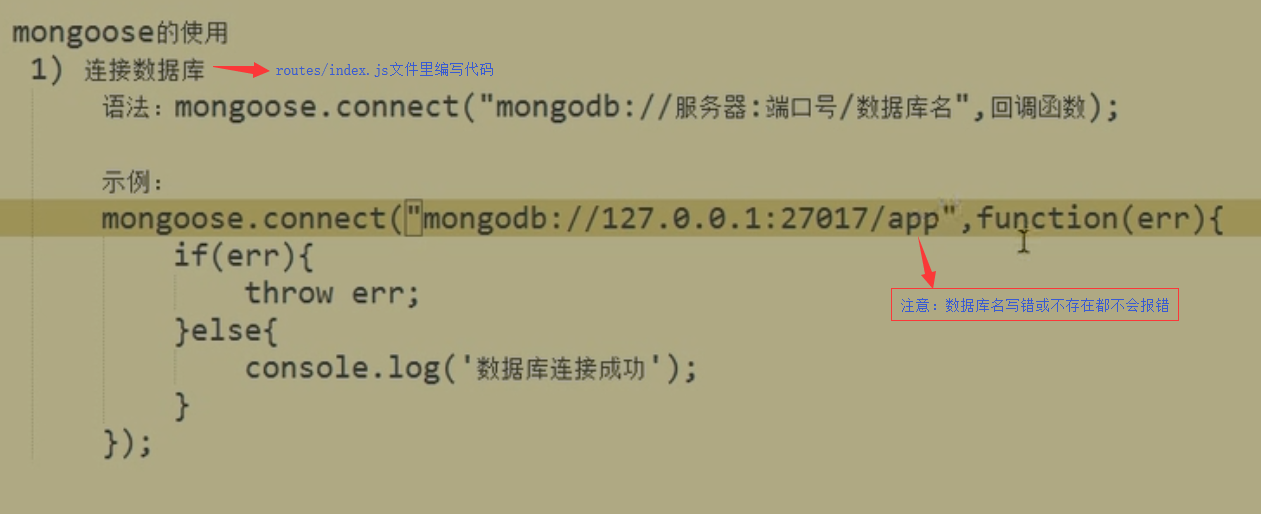 mongoose的使用
1) 连接数据库 routes/index.js文件里编写代码
语法：mongoose.connect("mongodb://服务器:端口号/数据库名",回调函数);
示例：
mongoose.connect("mongodb://127.0.0.1:27017/app",function(err){
if(err){
throw err;
}else{
注意：数据库名写错或不存在都不会报错
console.log('数据库连接成功');
}
});